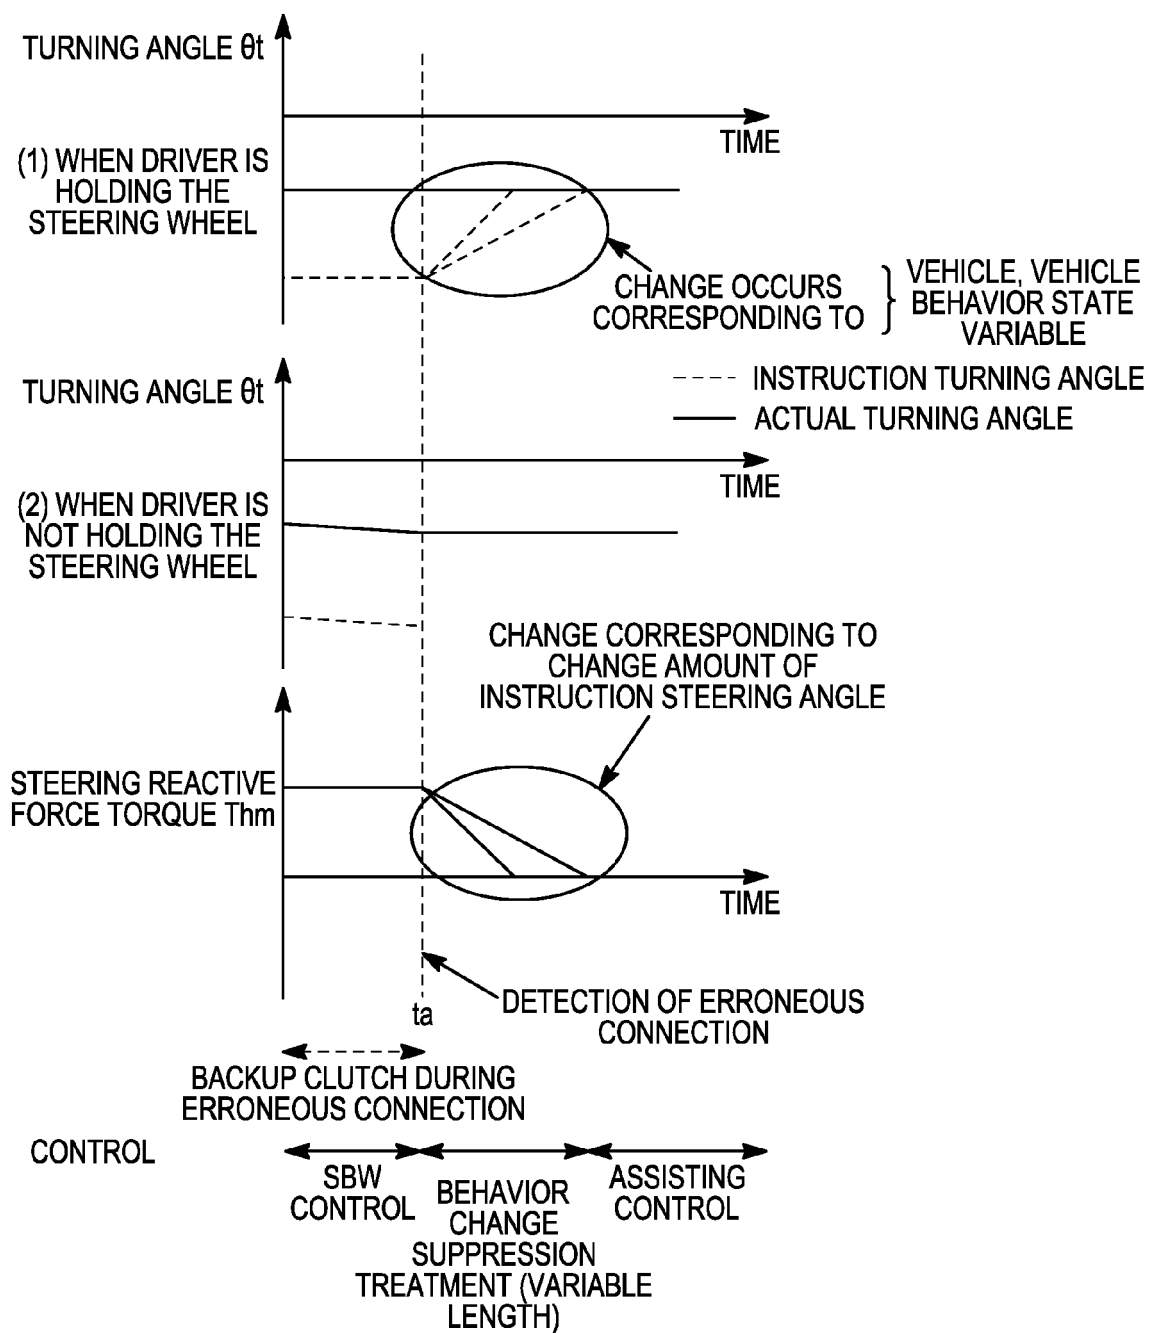 TURNING ANGLE θt
TIME
(1) WHEN DRIVER IS
HOLDING THE
STEERING WHEEL
CHANGE OCCURS
CORRESPONDING TO
VEHICLE, VEHICLE
BEHAVIOR STATE
VARIABLE
INSTRUCTION TURNING ANGLE
ACTUAL TURNING ANGLE
TURNING ANGLE θt
TIME
(2) WHEN DRIVER IS
NOT HOLDING THE
STEERING WHEEL
CHANGE CORRESPONDING TO
CHANGE AMOUNT OF
INSTRUCTION STEERING ANGLE
STEERING REACTIVE
FORCE TORQUE Thm
TIME
ta
DETECTION OF ERRONEOUS
CONNECTION
BACKUP CLUTCH DURING
ERRONEOUS CONNECTION
CONTROL
SBW
CONTROL
BEHAVIOR
CHANGE
SUPPRESSION
TREATMENT (VARIABLE
LENGTH)
ASSISTING
CONTROL